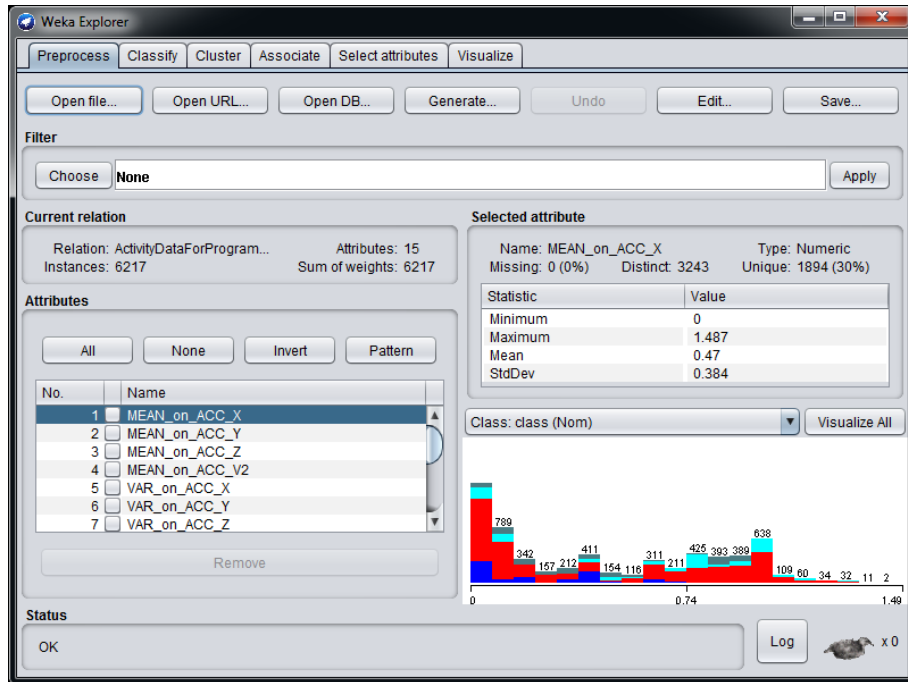 Weka Explorer
Preprocess Classify Cluster Associate Select attributes Visualize
Open file... Open URL... Open DB... Generate... Undo Edit... Save...
Filter
Choose None Apply
Current relation
Relation: ActivityDataForProgram... Attributes: 15
Instances: 6217 Sum of weights: 6217
Attributes
All None Invert Pattern
No. Name
1 MEAN_on_ACC_X
2 MEAN_on_ACC_Y
3 MEAN_on_ACC_Z
4 MEAN_on_ACC_V2
5 VAR_on_ACC_X
6 VAR_on_ACC_Y
7 VAR_on_ACC_Z
Remove
Selected attribute
Name: MEAN_on_ACC_X Type: Numeric
Missing: 0 (0%) Distinct: 3243 Unique: 1894 (30%)
Statistic Value
Minimum 0
Maximum 1.487
Mean 0.47
StdDev 0.384
Class: class (Nom) Visualize All
789 342 157 212 411 154 116 311 211 425 393 389 638 109 60 34 32 11 2
0 0.74 1.49
Status
OK
Log x 0